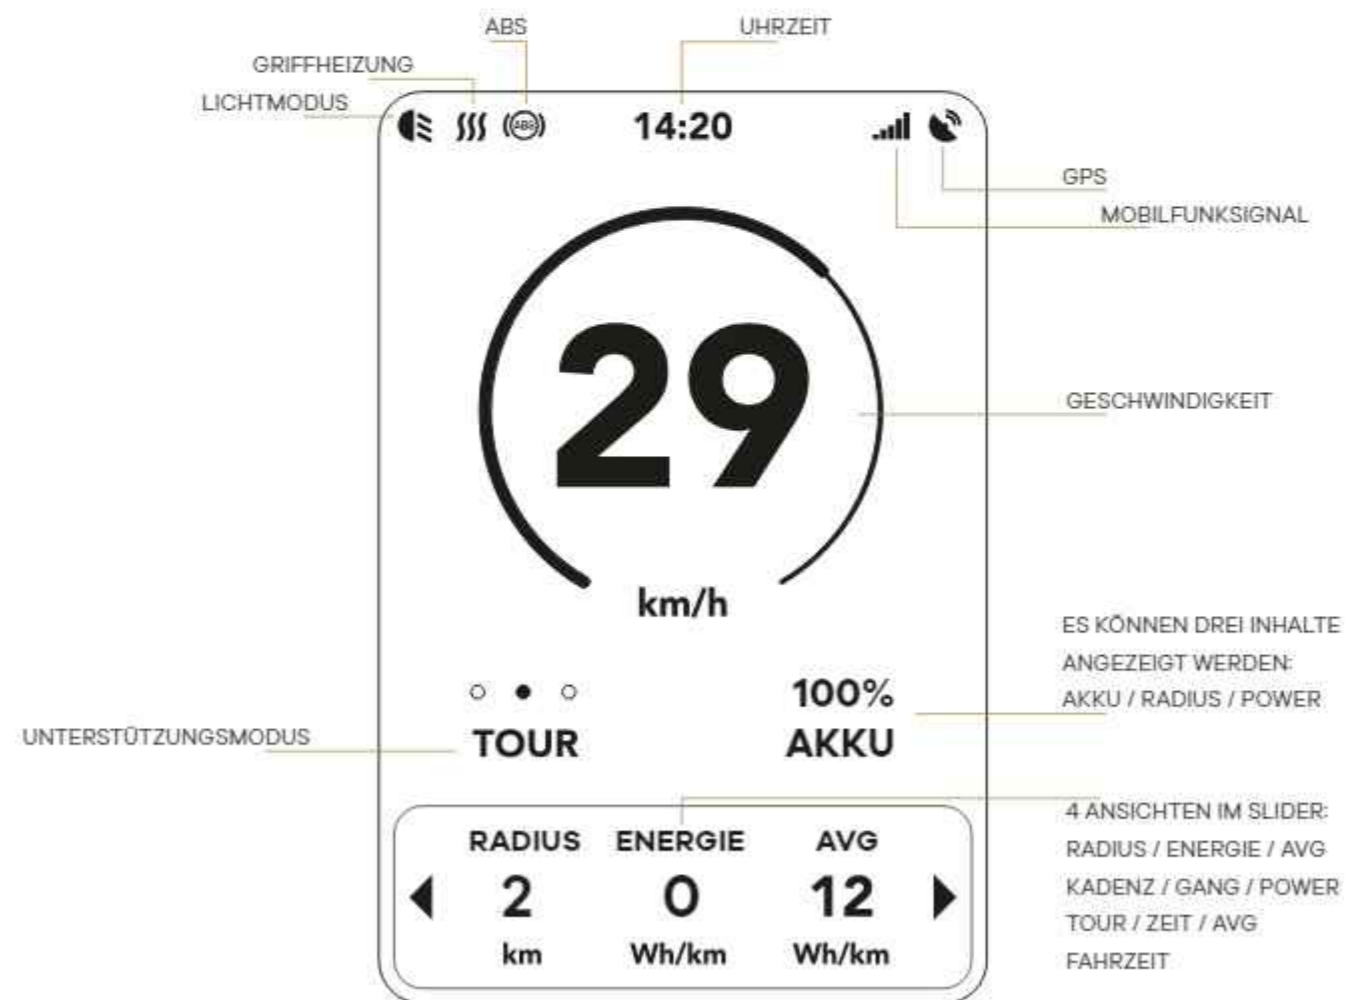 ABS
UHRZEIT
GRIFFHEIZUNG
LICHTMODUS
ABS
14:20
GPS
MOBILFUNKSIGNAL
29
GESCHWINDIGKEIT
km/h
ES KÖNNEN DREI INHALTE
ANGEZEIGT WERDEN:
AKKU / RADIUS / POWER
100%
UNTERSTÜTZUNGSMODUS
TOUR
AKKU
4 ANSICHTEN IM SLIDER:
RADIUS / ENERGIE / AVG
KADENZ / GANG / POWER
TOUR / ZEIT / AVG
FAHRZEIT
RADIUS ENERGIE AVG
2 0 12
km Wh/km Wh/km